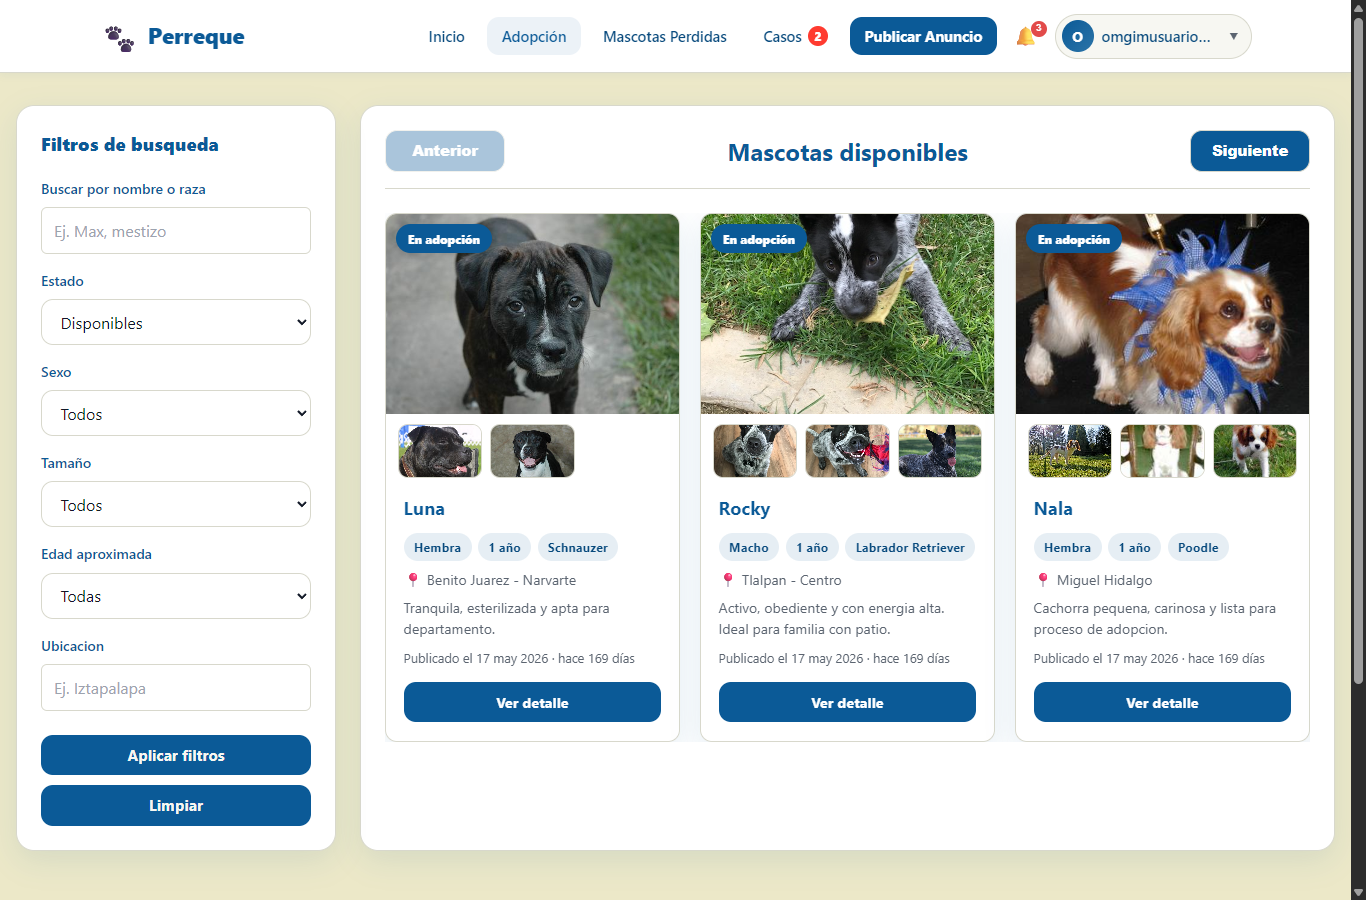 Perreque
Inicio
Adopción
Mascotas Perdidas
Casos 2
Publicar Anuncio
3
O omgimusuario... ▼
Filtros de busqueda
Buscar por nombre o raza
Ej. Max, mestizo
Estado
Disponibles
Sexo
Todos
Tamaño
Todos
Edad aproximada
Todas
Ubicacion
Ej. Iztapalapa
Aplicar filtros
Limpiar
Anterior
Mascotas disponibles
Siguiente
En adopción
Luna
Hembra
1 año
Schnauzer
Benito Juarez - Narvarte
Tranquila, esterilizada y apta para
departamento.
Publicado el 17 may 2026 · hace 169 días
Ver detalle
En adopción
Rocky
Macho
1 año
Labrador Retriever
Tlalpan - Centro
Activo, obediente y con energia alta.
Ideal para familia con patio.
Publicado el 17 may 2026 · hace 169 días
Ver detalle
En adopción
Nala
Hembra
1 año
Poodle
Miguel Hidalgo
Cachorra pequena, carinosa y lista para
proceso de adopcion.
Publicado el 17 may 2026 · hace 169 días
Ver detalle